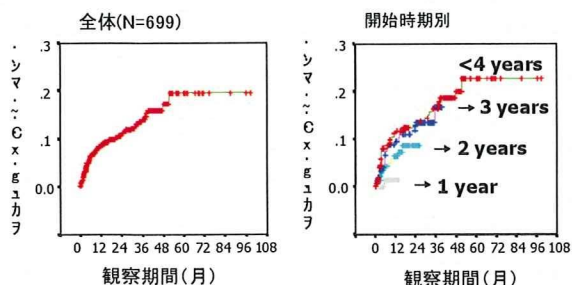 全体(N=699)
.3
.2
.1
0.0
0 12 24 36 48 60 72 84 96 108
観察期間(月)
開始時期別
.3
.2
.1
0.0
<4 years
→ 3 years
→ 2 years
→ 1 year
0 12 24 36 48 60 72 84 96 108
観察期間(月)